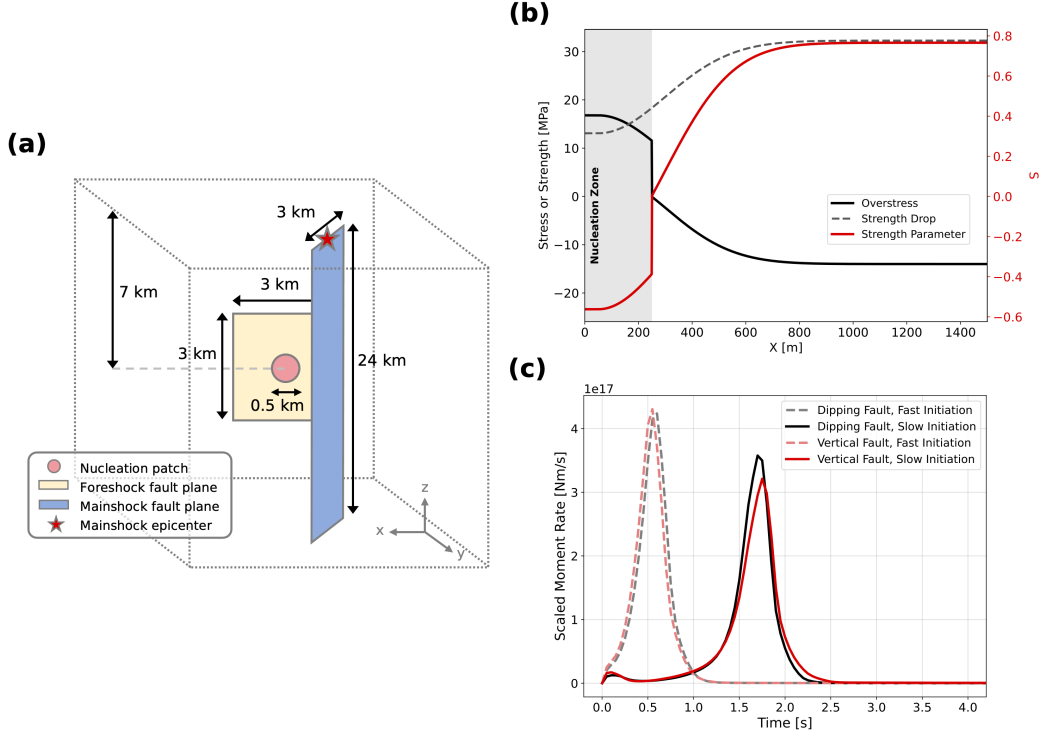 (a)
3 km
7 km
3 km
3 km
24 km
0.5 km
Nucleation patch
Foreshock fault plane
Mainshock fault plane
Mainshock epicenter
z
x
y
(b)
Stress or Strength [MPa]
30
20
10
0
−10
−20
Nucleation Zone
Overstress
Strength Drop
Strength Parameter
0.8
0.6
0.4
0.2
0.0
−0.2
−0.4
−0.6
S
0 200 400 600 800 1000 1200 1400
X [m]
(c)
1e17
Scaled Moment Rate [Nm/s]
4
3
2
1
0
Dipping Fault, Fast Initiation
Dipping Fault, Slow Initiation
Vertical Fault, Fast Initiation
Vertical Fault, Slow Initiation
0.0 0.5 1.0 1.5 2.0 2.5 3.0 3.5 4.0
Time [s]